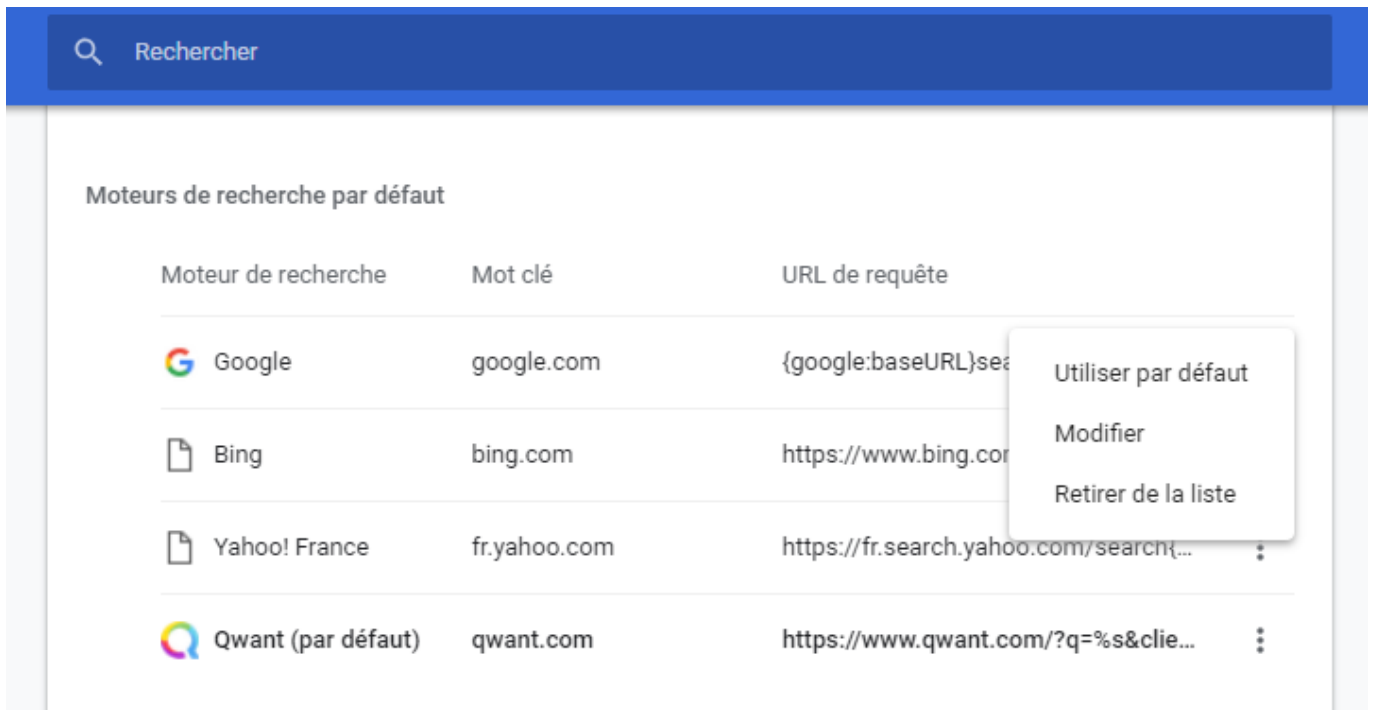 Rechercher
Moteurs de recherche par défaut
Moteur de recherche Mot clé URL de requête
Google google.com {google:baseURL}sea
Utiliser par défaut
Modifier
Bing bing.com https://www.bing.com
Retirer de la liste
Yahoo! France fr.yahoo.com https://fr.search.yahoo.com/search{...
Qwant (par défaut) qwant.com https://www.qwant.com/?q=%s&clie...